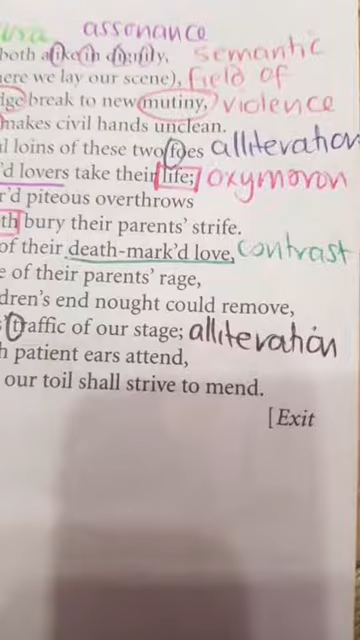 assonance
both alike in dignity, semantic
here we lay our scene), field of
break to new mutiny, violence
makes civil hands unclean.
loins of these two foes alliteration
'd lovers take their life; oxymoron
r'd piteous overthrows
th bury their parents' strife.
of their death-mark'd love, contrast
e of their parents' rage,
dren's end nought could remove,
traffic of our stage; alliteration
h patient ears attend,
our toil shall strive to mend.
[Exit